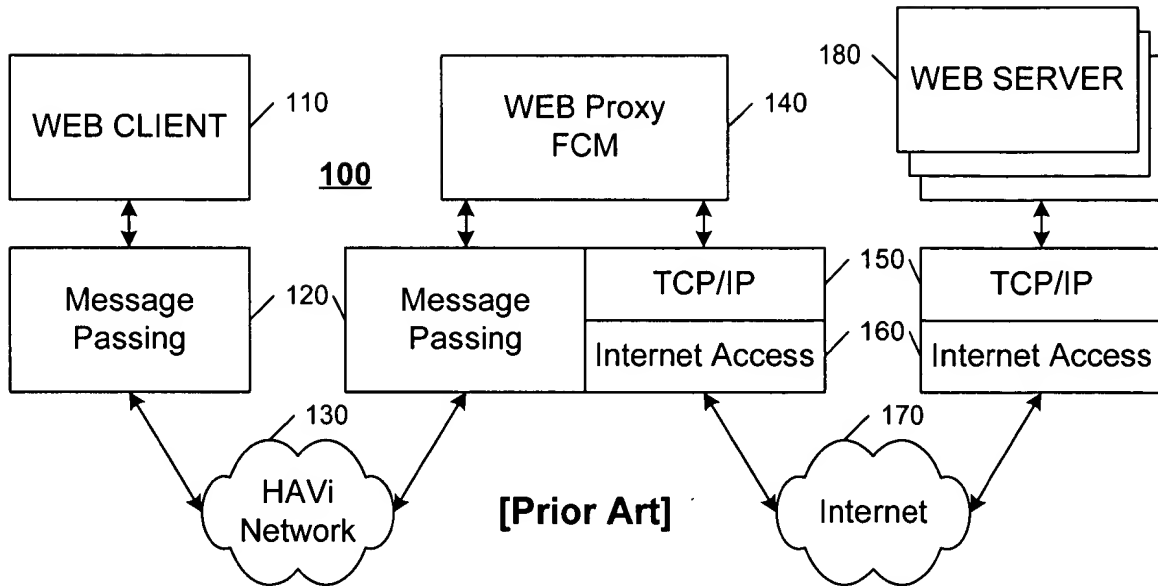 WEB CLIENT
110
100
WEB Proxy
FCM
140
180
WEB SERVER
Message
Passing
120
Message
Passing
TCP/IP
Internet Access
150
160
TCP/IP
Internet Access
130
HAVi
Network
[Prior Art]
170
Internet